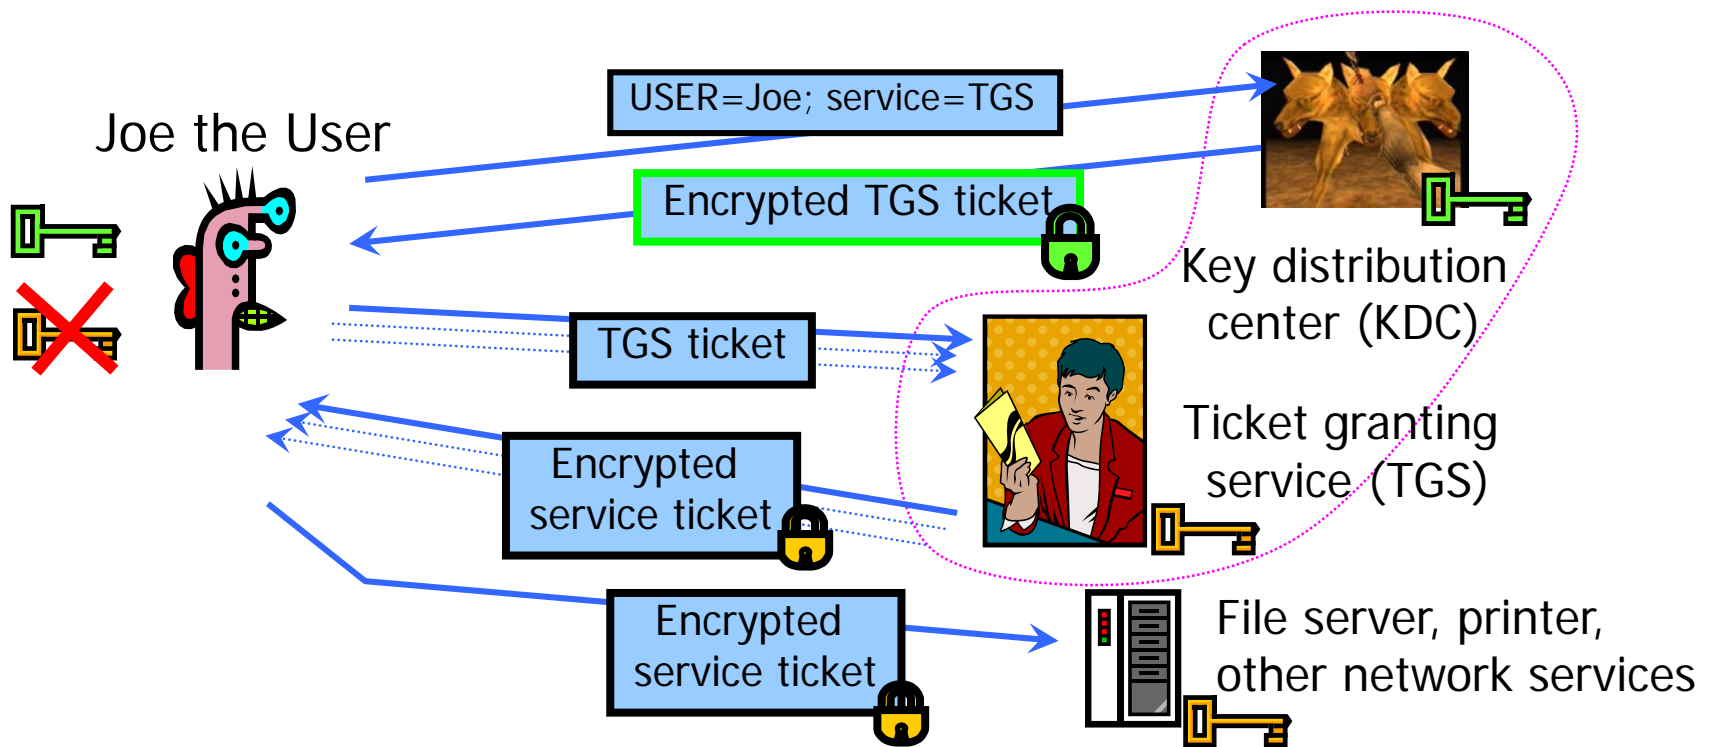 USER=Joe; service=TGS
Joe the User
Encrypted TGS ticket
Key distribution
center (KDC)
TGS ticket
Ticket granting
service (TGS)
Encrypted
service ticket
Encrypted
service ticket
File server, printer,
other network services